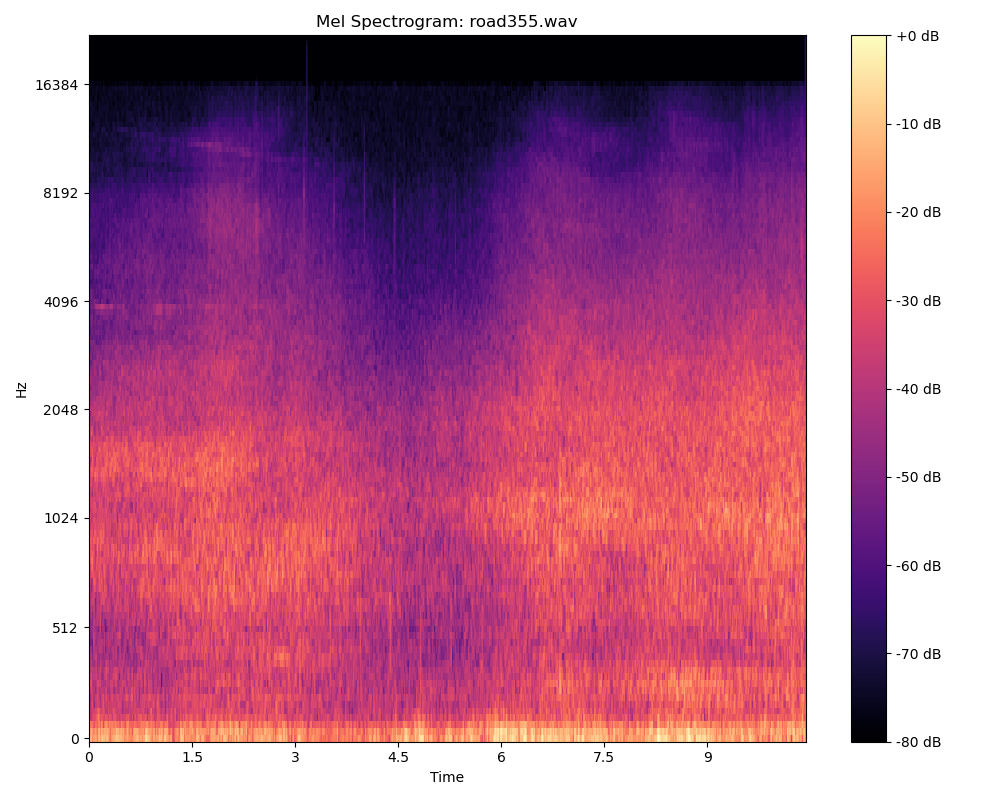 Mel Spectrogram: road355.wav
Hz
16384
8192
4096
2048
1024
512
0
0 1.5 3 4.5 6 7.5 9
Time
+0 dB
-10 dB
-20 dB
-30 dB
-40 dB
-50 dB
-60 dB
-70 dB
-80 dB